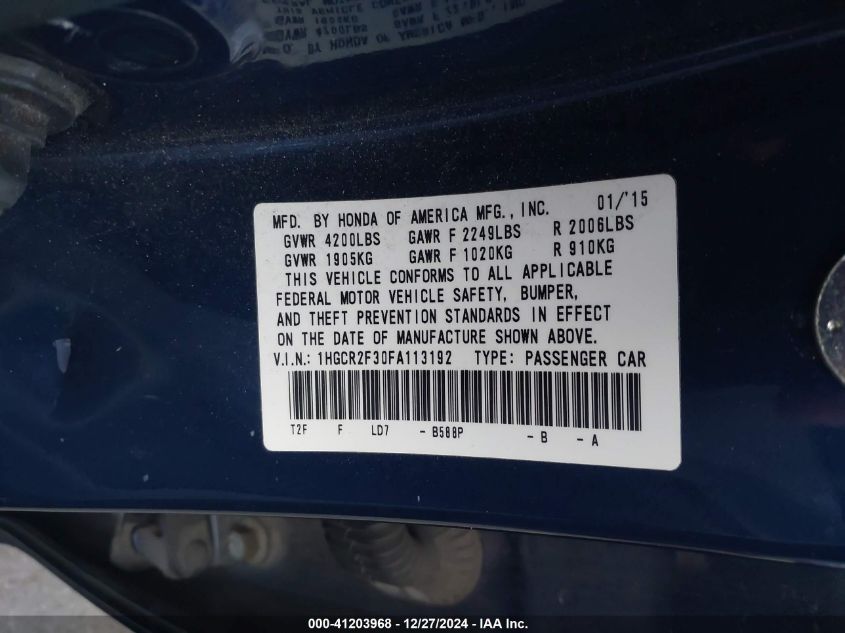 MFD. BY HONDA OF AMERICA MFG., INC. 01/'15
GVWR 4200LBS GAWR F 2249LBS R 2006LBS
GVWR 1905KG GAWR F 1020KG R 910KG
THIS VEHICLE CONFORMS TO ALL APPLICABLE
FEDERAL MOTOR VEHICLE SAFETY, BUMPER,
AND THEFT PREVENTION STANDARDS IN EFFECT
ON THE DATE OF MANUFACTURE SHOWN ABOVE.
V.I.N.: 1HGCR2F30FA113192 TYPE: PASSENGER CAR
T2F F LD7 - B588P - B - A
000-41203968 - 12/27/2024 - IAA Inc.